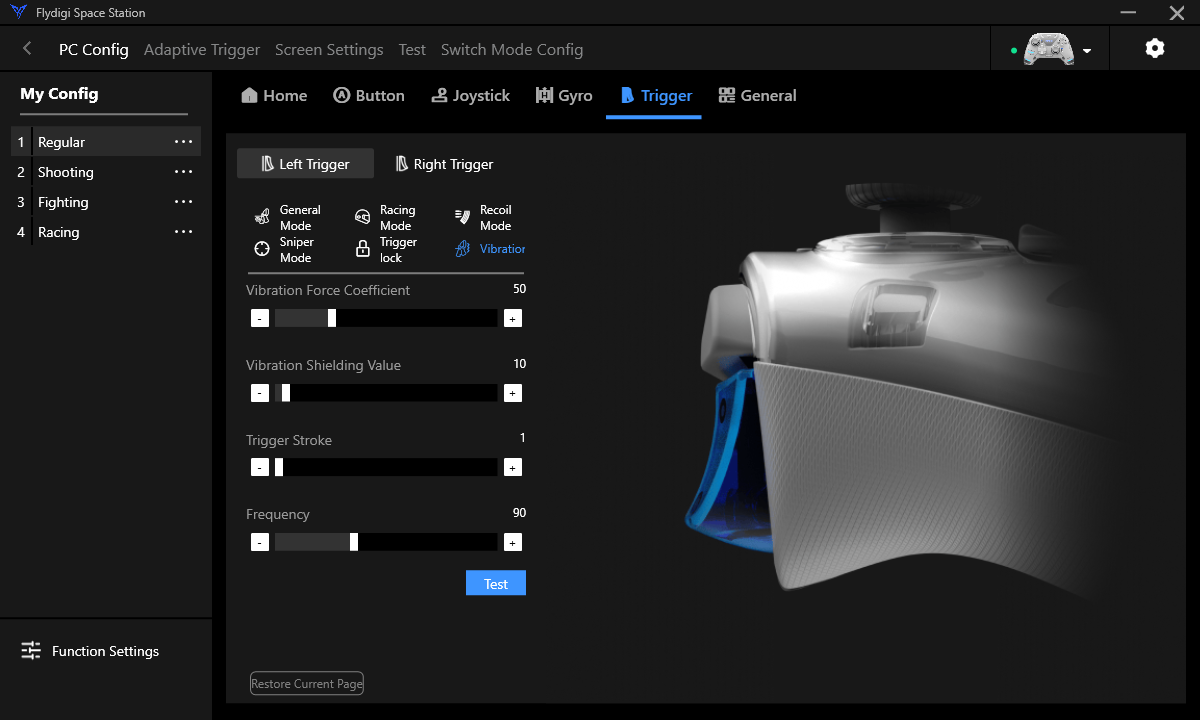 Flydigi Space Station
PC Config Adaptive Trigger Screen Settings Test Switch Mode Config
My Config
1 Regular
2 Shooting
3 Fighting
4 Racing
Function Settings
Home Button Joystick Gyro Trigger General
Left Trigger Right Trigger
General Mode
Racing Mode
Recoil Mode
Sniper Mode
Trigger lock
Vibration
Vibration Force Coefficient 50
- +
Vibration Shielding Value 10
- +
Trigger Stroke 1
- +
Frequency 90
- +
Test
Restore Current Page